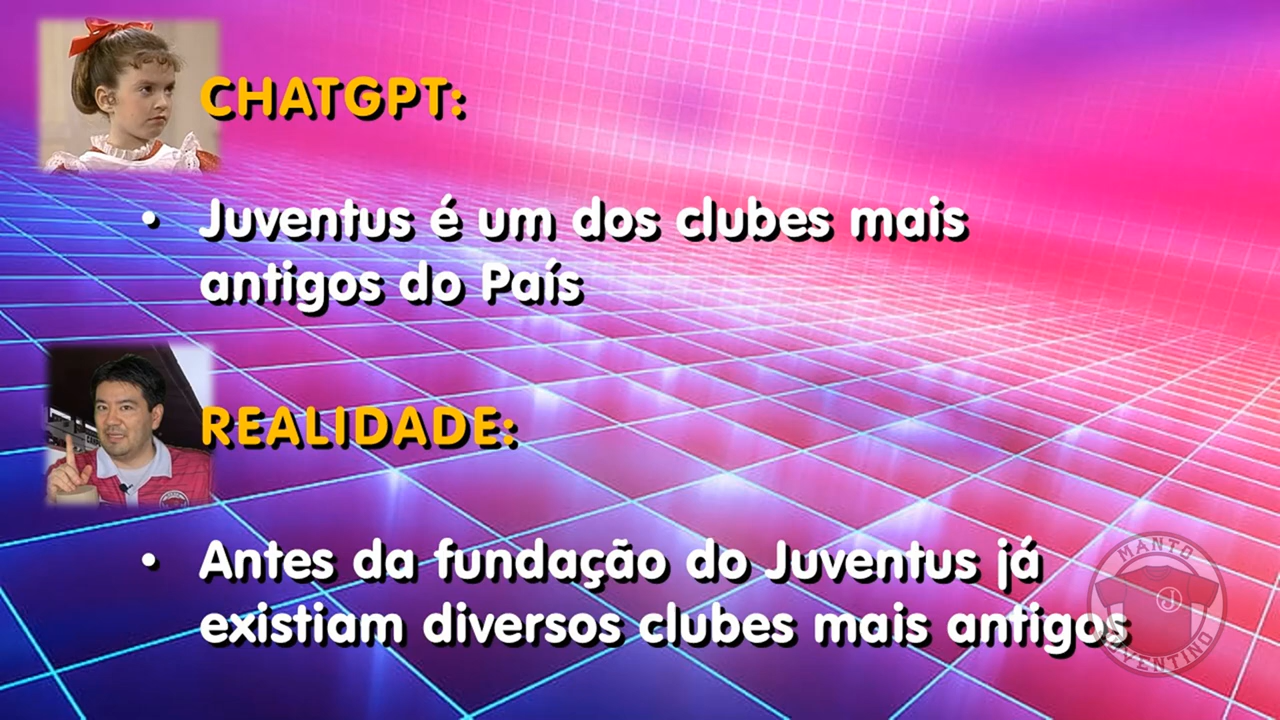 CHATGPT:
• Juventus é um dos clubes mais
antigos do País
REALIDADE:
• Antes da fundação do Juventus já
existiam diversos clubes mais antigos
MANTO
J
JUVENTINO